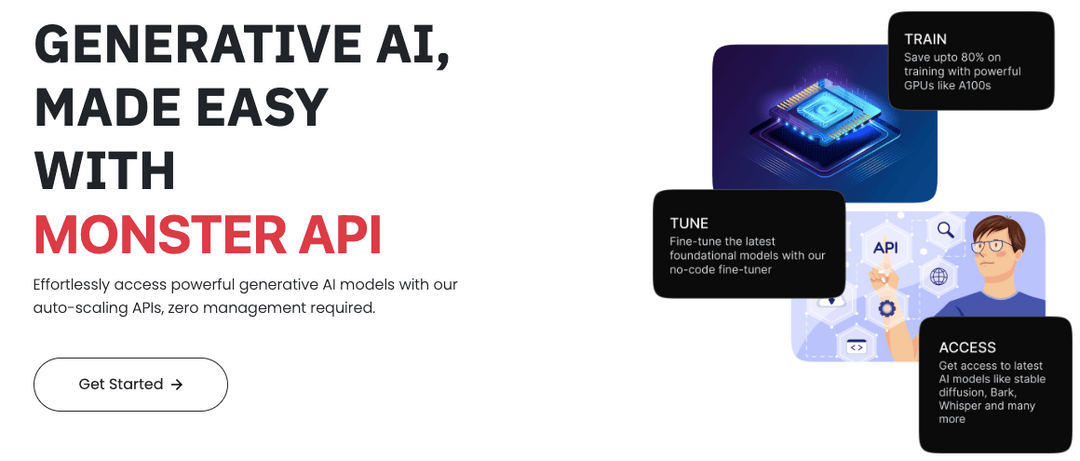 GENERATIVE AI,
MADE EASY
WITH
MONSTER API
Effortlessly access powerful generative AI models with our
auto-scaling APIs, zero management required.
Get Started →
TRAIN
Save upto 80% on
training with powerful
GPUs like A100s
TUNE
Fine-tune the latest
foundational models with our
no-code fine-tuner
API
< >
ACCESS
Get access to latest
AI models like stable
diffusion, Bark,
Whisper and many
more